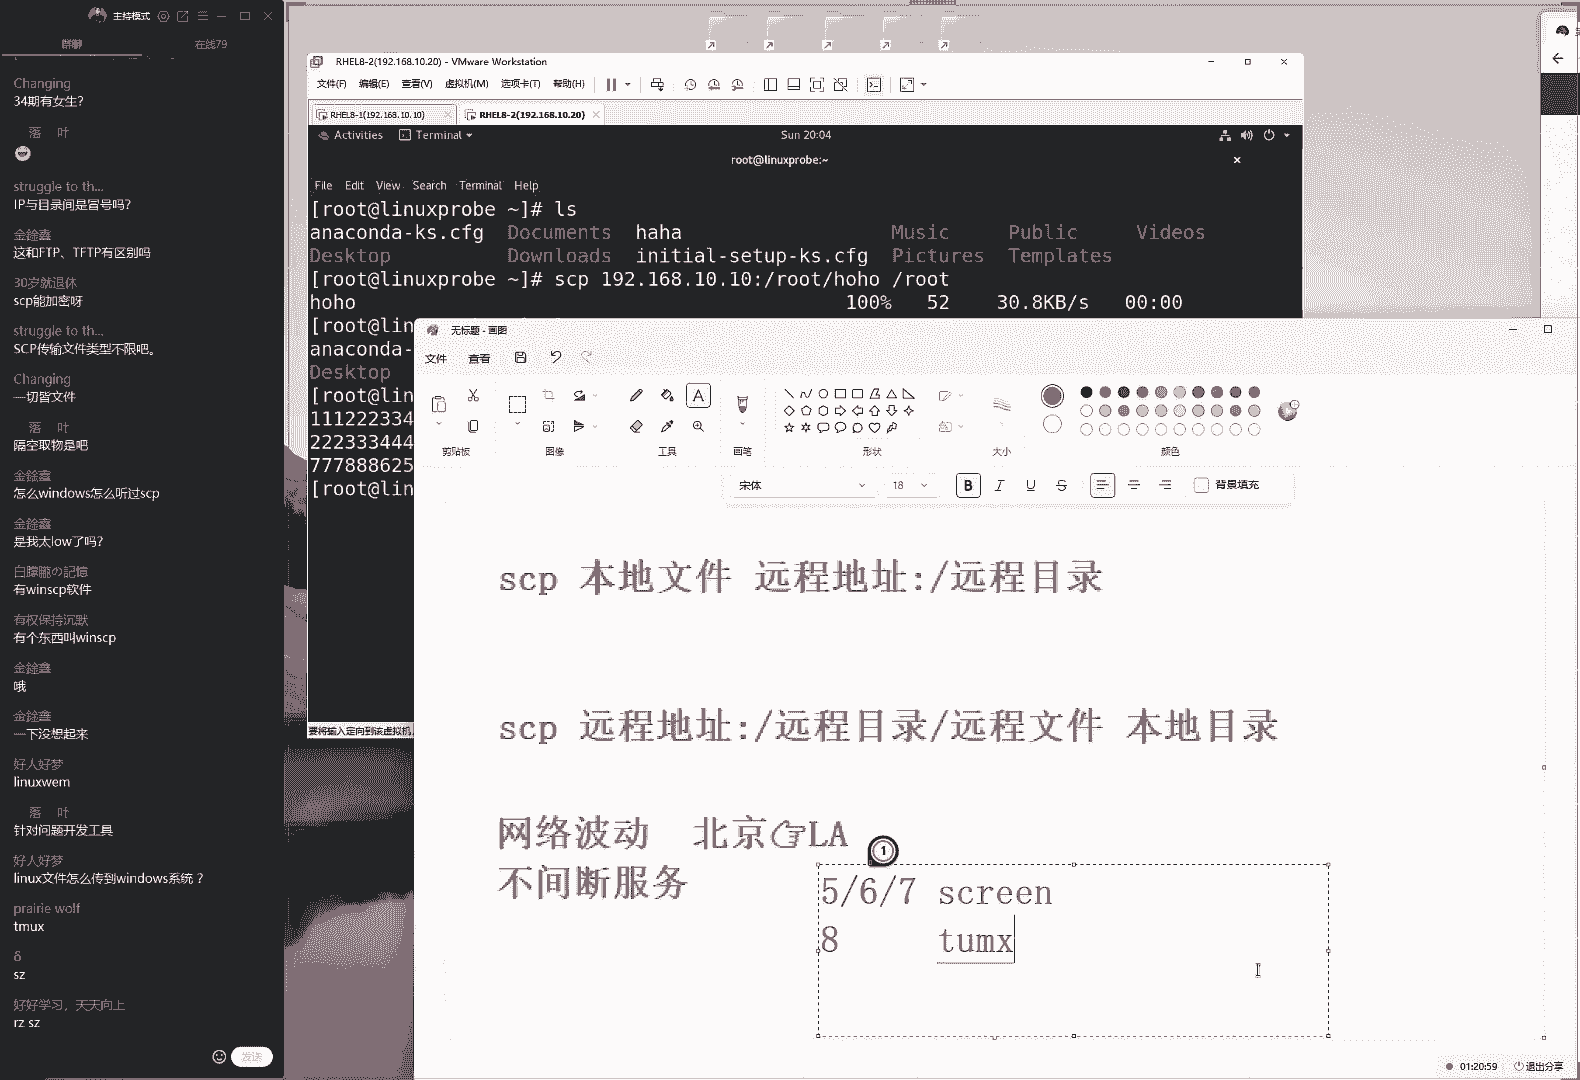 主持模式
群聊
在线79
Changing
34期有女生？
落 叶
struggle to th...
IP与目录间是冒号吗？
金鍂鑫
这和FTP、TFTP有区别吗
30岁就退休
scp能加密呀
struggle to th...
SCP传输文件类型不限吧。
Changing
一切皆文件
落 叶
隔空取物是吧
金鍂鑫
怎么windows怎么听过scp
金鍂鑫
是我太low了吗？
白朦朧の記憶
有winscp软件
有权保持沉默
有个东西叫winscp
金鍂鑫
哦
金鍂鑫
一下没想起来
好人好梦
linuxwem
落 叶
针对问题开发工具
好人好梦
linux文件怎么传到windows系统？
prairie wolf
tmux
δ
sz
好好学习，天天向上
rz sz
发送
RHEL8-2(192.168.10.20) - VMware Workstation
文件(F) 编辑(E) 查看(V) 虚拟机(M) 选项卡(T) 帮助(H)
RHEL8-1(192.168.10.10) RHEL8-2(192.168.10.20)
Activities Terminal Sun 20:04
root@linuxprobe:~
File Edit View Search Terminal Help
[root@linuxprobe ~]# ls
anaconda-ks.cfg Documents haha Music Public Videos
Desktop Downloads initial-setup-ks.cfg Pictures Templates
[root@linuxprobe ~]# scp 192.168.10.10:/root/hoho /root
hoho 100% 52 30.8KB/s 00:00
[root@lin
anaconda-
Desktop
[root@lin
111222334
222333444
777888625
[root@lin
要将输入定向到该虚拟机，
无标题 - 画图
文件 查看
剪贴板 图像 工具 画笔 形状 大小 颜色
宋体 18 B I U S 背景填充
scp 本地文件 远程地址:/远程目录
scp 远程地址:/远程目录/远程文件 本地目录
网络波动 北京👉LA
不间断服务
1
5/6/7 screen
8 tumx
01:20:59 退出分享